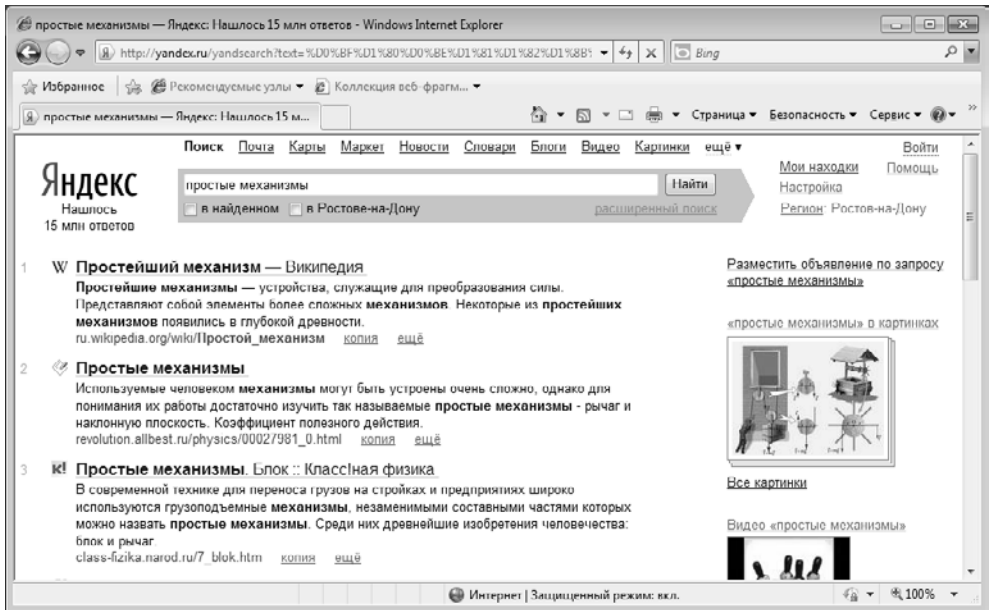 простые механизмы — Яндекс: Нашлось 15 млн ответов - Windows Internet Explorer
http://yandex.ru/yandsearch?text=%D0%BF%D1%80%D0%BE%D1%81%D1%82%D1%8B%
Bing
Избранное Рекомендуемые узлы Коллекция веб-фрагм...
простые механизмы — Яндекс: Нашлось 15 м...
Страница Безопасность Сервис
Поиск Почта Карты Маркет Новости Словари Блоги Видео Картинки ещё
Войти
Мои находки Помощь
Настройка
Регион: Ростов-на-Дону
Яндекс
Нашлось
15 млн ответов
простые механизмы Найти
в найденном в Ростове-на-Дону расширенный поиск
1 W Простейший механизм — Википедия
Простейшие механизмы — устройства, служащие для преобразования силы.
Представляют собой элементы более сложных механизмов. Некоторые из простейших
механизмов появились в глубокой древности.
ru.wikipedia.org/wiki/Простой_механизм копия ещё
2 Простые механизмы
Используемые человеком механизмы могут быть устроены очень сложно, однако для
понимания их работы достаточно изучить так называемые простые механизмы - рычаг и
наклонную плоскость. Коэффициент полезного действия.
revolution.allbest.ru/physics/00027981_0.html копия ещё
3 к! Простые механизмы. Блок :: Класс!ная физика
В современной технике для переноса грузов на стройках и предприятиях широко
используются грузоподъемные механизмы, незаменимыми составными частями которых
можно назвать простые механизмы. Среди них древнейшие изобретения человечества:
блок и рычаг.
class-fizika.narod.ru/7_blok.htm копия ещё
Разместить объявление по запросу
«простые механизмы»
«простые механизмы» в картинках
Все картинки
Видео «простые механизмы»
Интернет | Защищенный режим: вкл.
100%